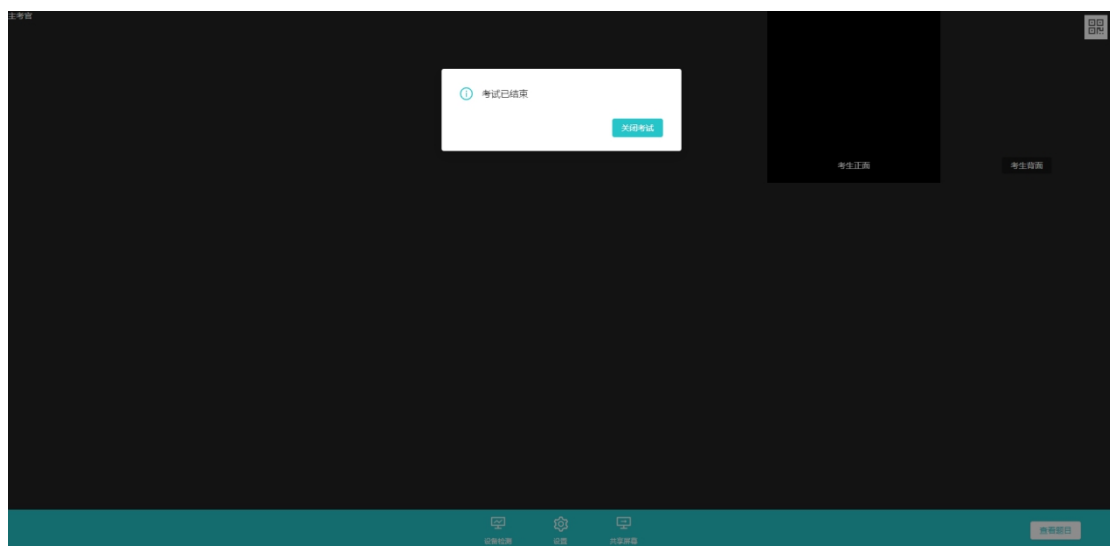 主考官
考试已结束
关闭考试
考生正面
考生背面
设备检测
设置
共享屏幕
查看题目